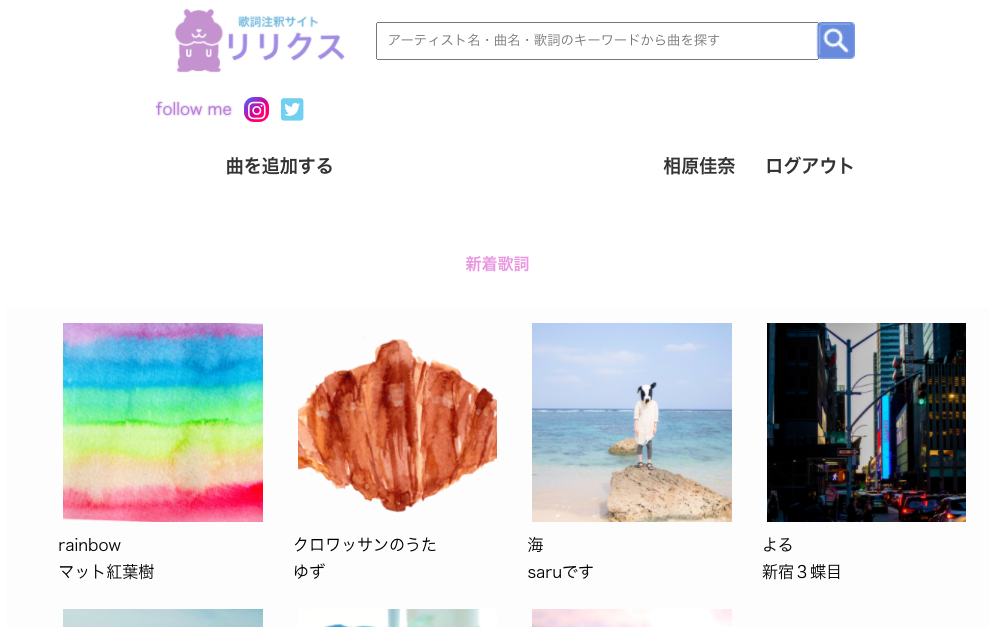 歌詞注釈サイト
リリクス
アーティスト名・曲名・歌詞のキーワードから曲を探す
follow me
曲を追加する
相原佳奈
ログアウト
新着歌詞
rainbow
マット紅葉樹
クロワッサンのうた
ゆず
海
saruです
よる
新宿３蝶目